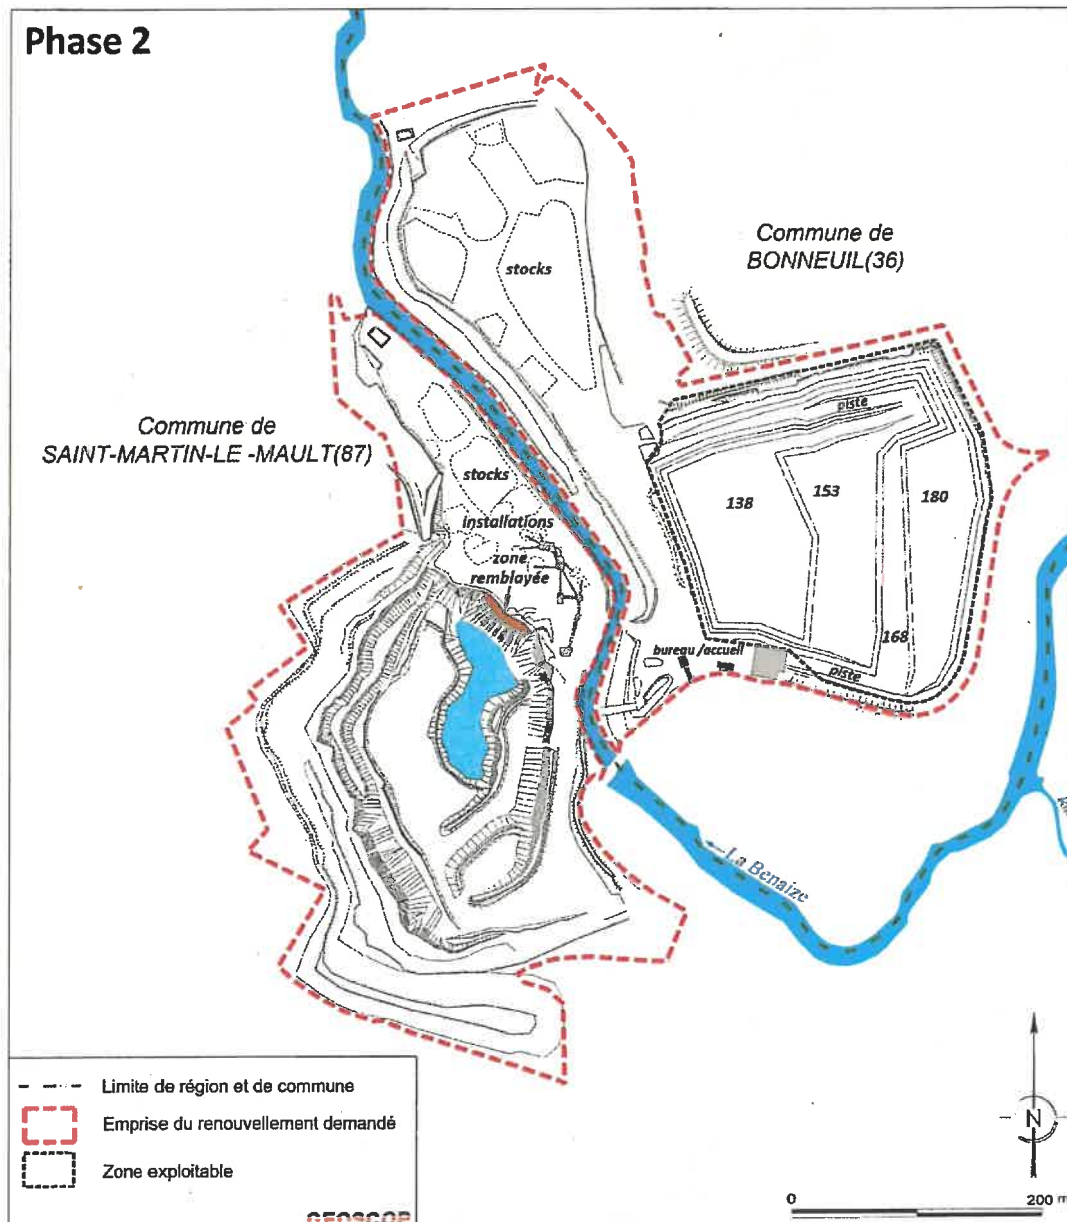 Phase 2
Commune de
BONNEUIL(36)
stocks
Commune de
SAINT-MARTIN-LE -MAULT(87)
piste
stocks
138
153
180
installations
zone
remblayée
168
bureau /accueil
piste
La Benaize
Limite de région et de commune
Emprise du renouvellement demandé
Zone exploitable
N
0
200 m